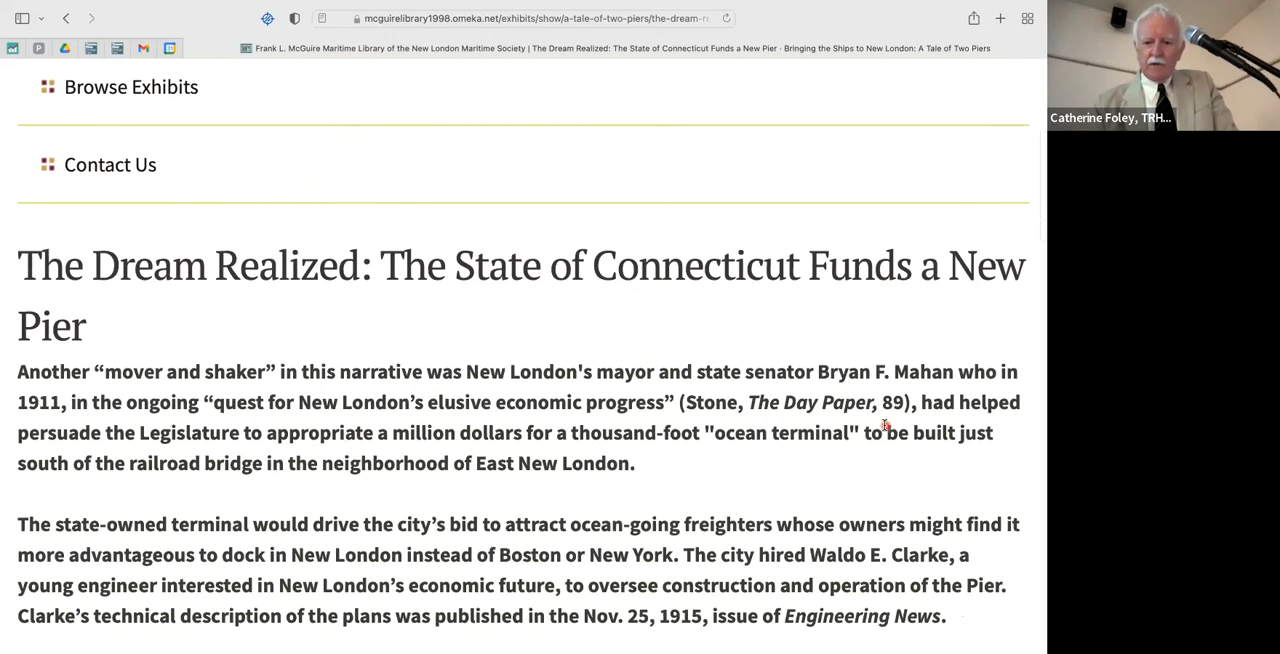 mcguirelibrary1998.omeka.net/exhibits/show/a-tale-of-two-piers/the-dream-r
Frank L. McGuire Maritime Library of the New London Maritime Society | The Dream Realized: The State of Connecticut Funds a New Pier · Bringing the Ships to New London: A Tale of Two Piers
Browse Exhibits
Contact Us
The Dream Realized: The State of Connecticut Funds a New
Pier
Another “mover and shaker” in this narrative was New London's mayor and state senator Bryan F. Mahan who in
1911, in the ongoing “quest for New London’s elusive economic progress” (Stone, The Day Paper, 89), had helped
persuade the Legislature to appropriate a million dollars for a thousand-foot "ocean terminal" to be built just
south of the railroad bridge in the neighborhood of East New London.
The state-owned terminal would drive the city’s bid to attract ocean-going freighters whose owners might find it
more advantageous to dock in New London instead of Boston or New York. The city hired Waldo E. Clarke, a
young engineer interested in New London’s economic future, to oversee construction and operation of the Pier.
Clarke’s technical description of the plans was published in the Nov. 25, 1915, issue of Engineering News.
Catherine Foley, TRH...